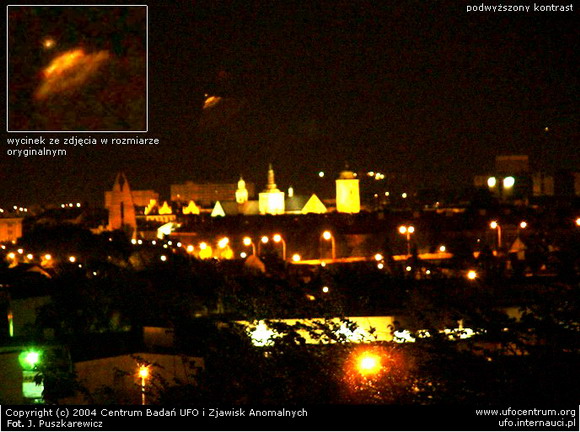 podwyższony kontrast
wycinek ze zdjęcia w rozmiarze
oryginalnym
Copyright (c) 2004 Centrum Badań UFO i Zjawisk Anomalnych
Fot. J. Puszkarewicz
www.ufocentrum.org
ufo.internauci.pl